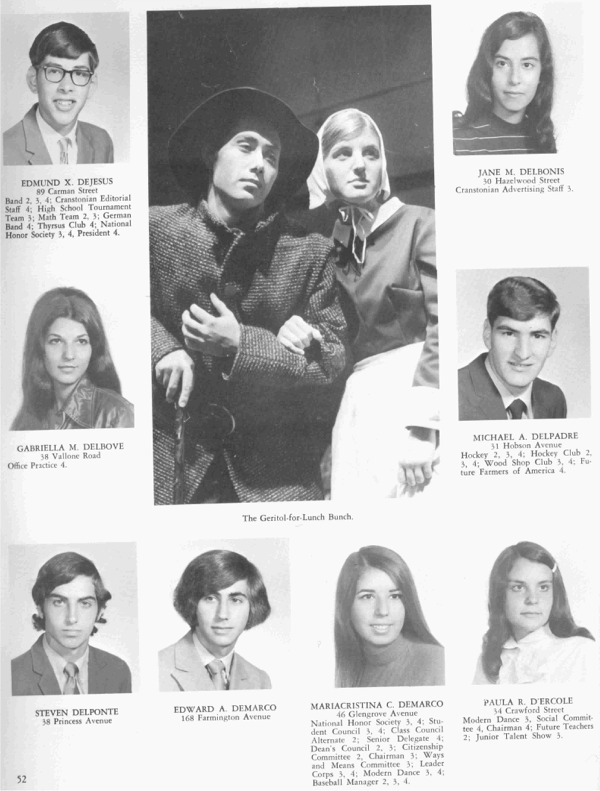 EDMUND X. DEJESUS
89 Carman Street
Band 2, 3, 4; Cranstonian Editorial
Staff 4; High School Tournament
Team 3; Math Team 2, 3; German
Band 4; Thyrsus Club 4; National
Honor Society 3, 4, President 4.
JANE M. DELBONIS
30 Hazelwood Street
Cranstonian Advertising Staff 3.
GABRIELLA M. DELBOVE
38 Vallone Road
Office Practice 4.
MICHAEL A. DELPADRE
31 Hobson Avenue
Hockey 2, 3, 4; Hockey Club 2,
3, 4; Wood Shop Club 3, 4; Fu-
ture Farmers of America 4.
The Geritol-for-Lunch Bunch.
STEVEN DELPONTE
38 Princess Avenue
EDWARD A. DEMARCO
168 Farmington Avenue
MARIACRISTINA C. DEMARCO
46 Glengrove Avenue
National Honor Society 3, 4; Stu-
dent Council 3, 4; Class Council
Alternate 2; Senior Delegate 4;
Dean's Council 2, 3; Citizenship
Committee 2, Chairman 3; Ways
and Means Committee 3; Leader
Corps 3, 4; Modern Dance 3, 4;
Baseball Manager 2, 3, 4.
PAULA R. D'ERCOLE
34 Crawford Street
Modern Dance 3, Social Commit-
tee 4, Chairman 4; Future Teachers
2; Junior Talent Show 3.
52